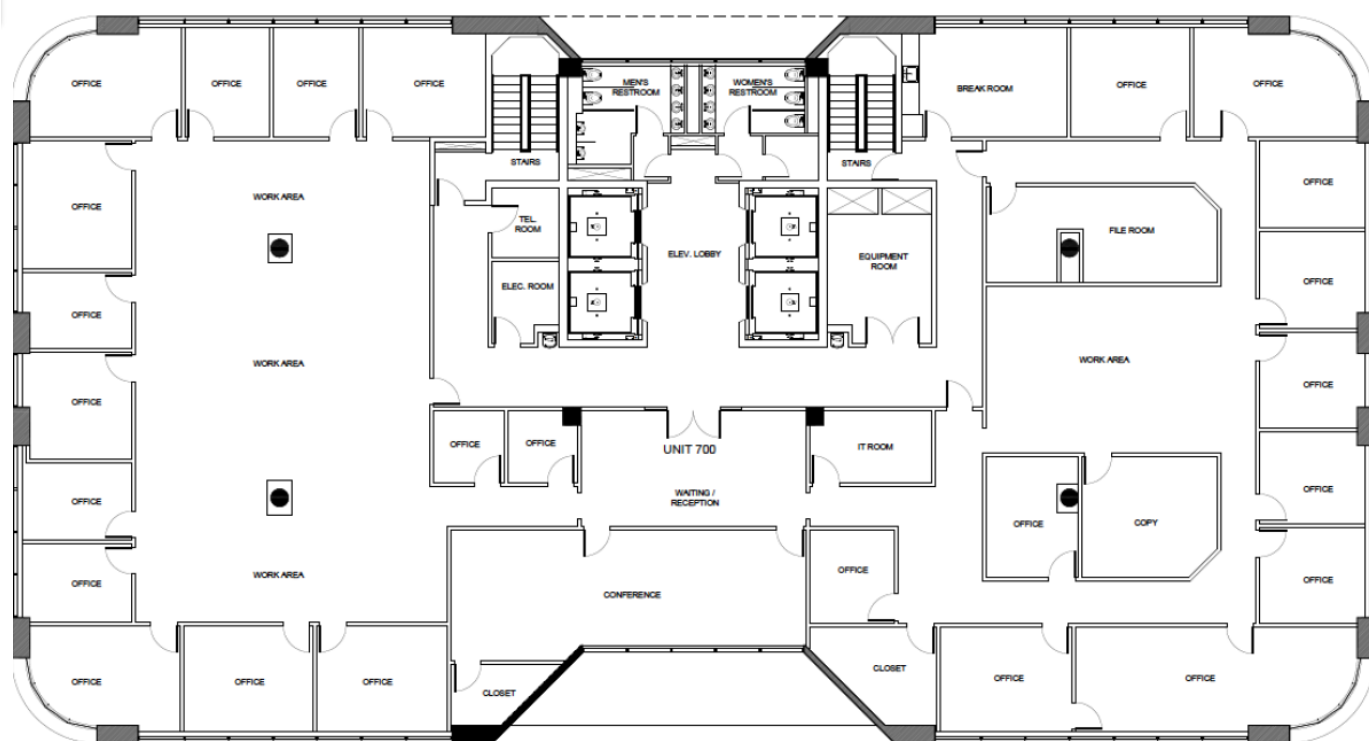 OFFICE
OFFICE
OFFICE
OFFICE
MEN'S
RESTROOM
WOMEN'S
RESTROOM
BREAK ROOM
OFFICE
OFFICE
STAIRS
STAIRS
OFFICE
WORK AREA
OFFICE
TEL.
ROOM
ELEV. LOBBY
EQUIPMENT
ROOM
FILE ROOM
OFFICE
ELEC. ROOM
OFFICE
OFFICE
WORK AREA
WORK AREA
OFFICE
OFFICE
OFFICE
OFFICE
UNIT 700
IT ROOM
OFFICE
WAITING /
RECEPTION
OFFICE
OFFICE
COPY
WORK AREA
OFFICE
OFFICE
OFFICE
CONFERENCE
OFFICE
OFFICE
OFFICE
CLOSET
CLOSET
OFFICE
OFFICE